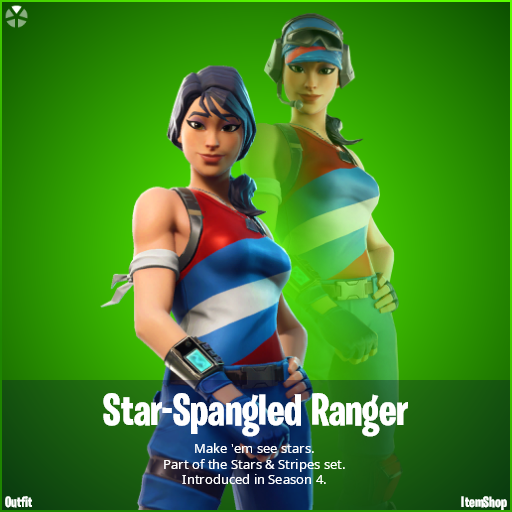 Star-Spangled Ranger
Make 'em see stars.
Part of the Stars & Stripes set.
Introduced in Season 4.
Outfit
ItemShop